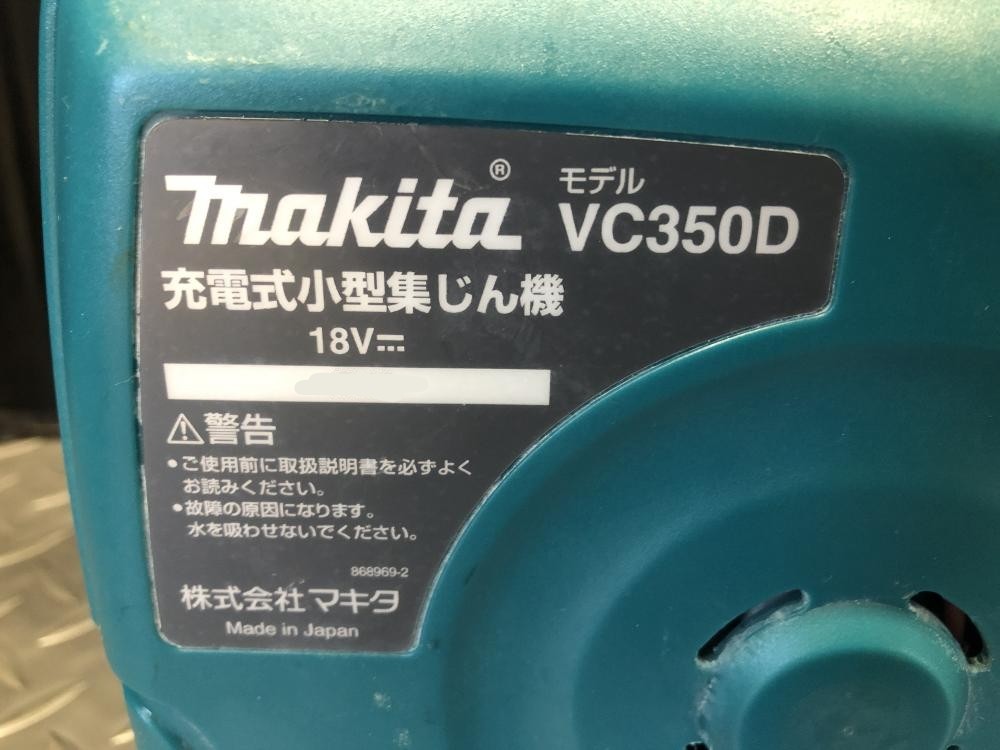 makita® モデル
VC350D
充電式小型集じん機
18V⎓
⚠警告
•ご使用前に取扱説明書を必ずよく
お読みください。
•故障の原因になります。
水を吸わせないでください。
868969-2
株式会社マキタ
Made in Japan